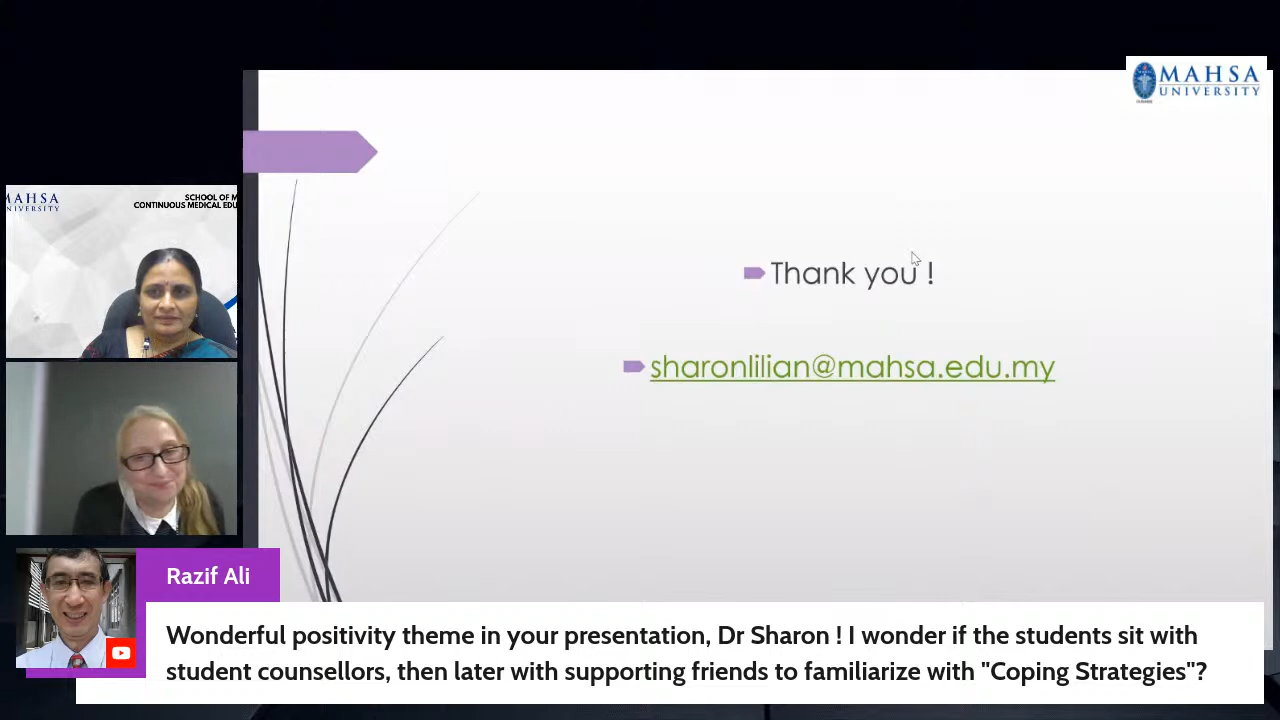 MAHSA
UNIVERSITY
MAHSA
UNIVERSITY
SCHOOL OF M
CONTINUOUS MEDICAL EDU
Thank you !
sharonlilian@mahsa.edu.my
Razif Ali
Wonderful positivity theme in your presentation, Dr Sharon ! I wonder if the students sit with
student counsellors, then later with supporting friends to familiarize with "Coping Strategies"?